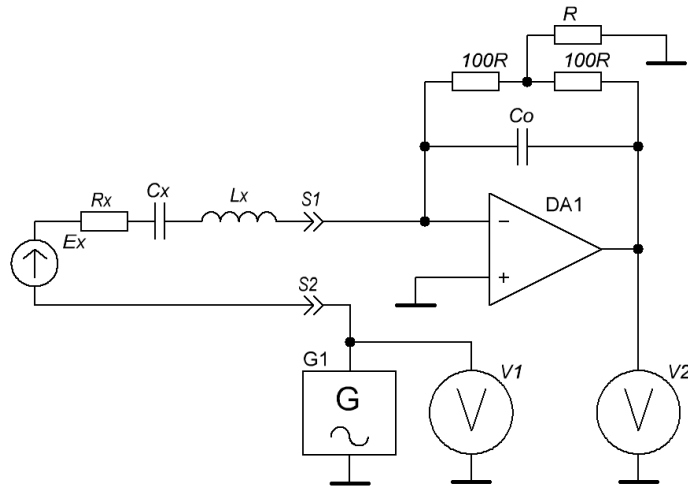 R
100R
100R
Co
Rx
Cx
Lx
S1
DA1
−
+
Ex
S2
G1
G
V1
V
V2
V